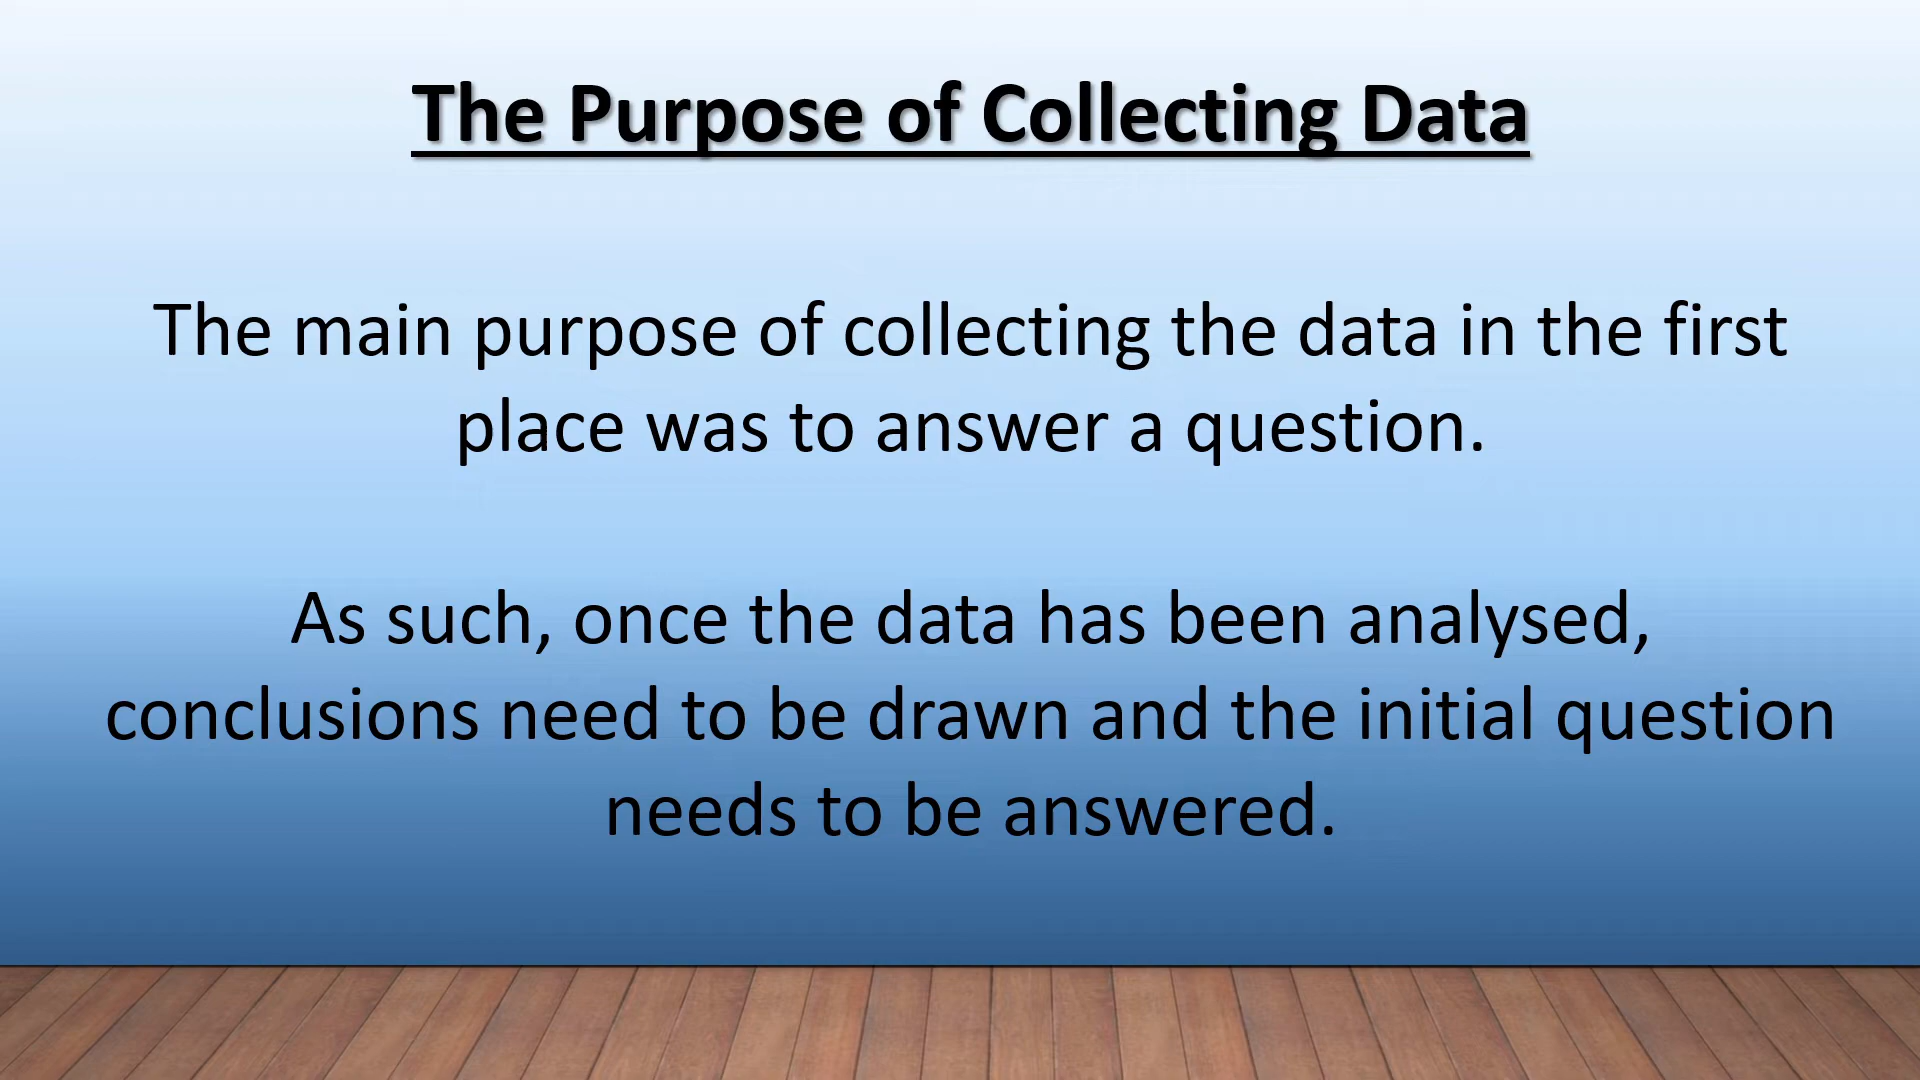 The Purpose of Collecting Data
The main purpose of collecting the data in the first
place was to answer a question.
As such, once the data has been analysed,
conclusions need to be drawn and the initial question
needs to be answered.